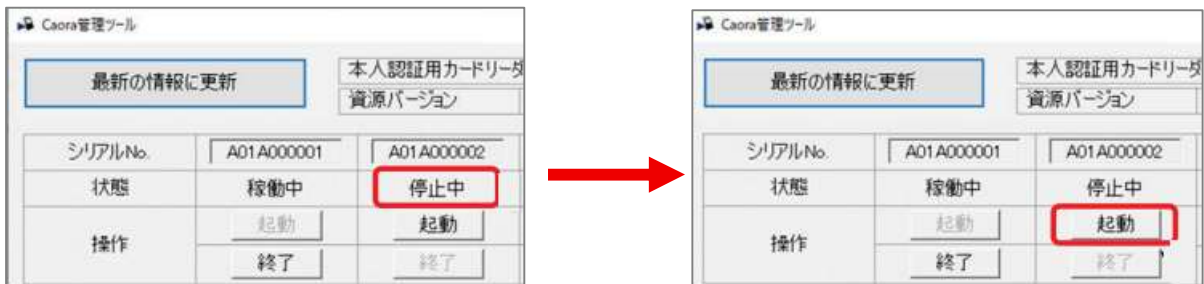 Caora管理ツール
最新の情報に更新
本人認証用カードリーダ
資源バージョン
シリアルNo. A01A000001 A01A000002
状態 稼働中 停止中
操作 起動 起動
終了 終了
Caora管理ツール
最新の情報に更新
本人認証用カードリーダ
資源バージョン
シリアルNo. A01A000001 A01A000002
状態 稼働中 停止中
操作 起動 起動
終了 終了